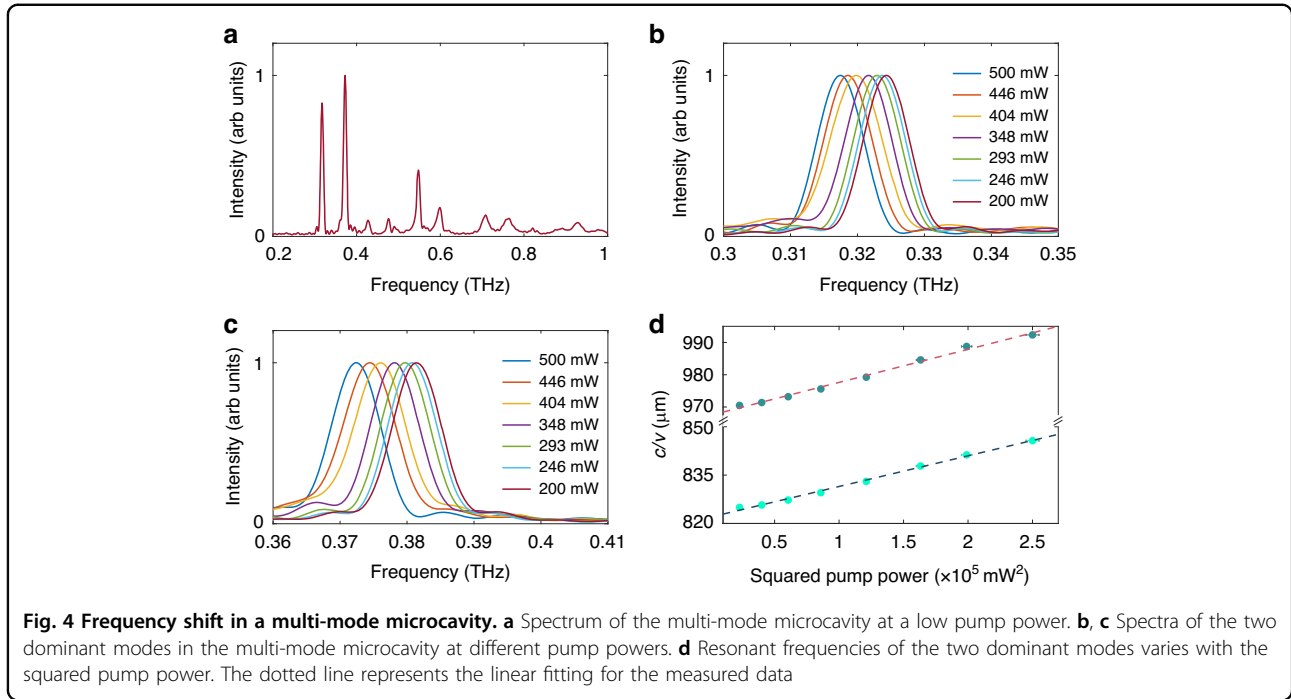 a
Intensity (arb units)
1
0
0.2 0.4 0.6 0.8 1
Frequency (THz)
b
Intensity (arb units)
1
0
500 mW
446 mW
404 mW
348 mW
293 mW
246 mW
200 mW
0.3 0.31 0.32 0.33 0.34 0.35
Frequency (THz)
c
Intensity (arb units)
1
0
500 mW
446 mW
404 mW
348 mW
293 mW
246 mW
200 mW
0.36 0.37 0.38 0.39 0.4 0.41
Frequency (THz)
d
c/v (μm)
990
980
970
850
835
820
0.5 1 1.5 2 2.5
Squared pump power (×10⁵ mW²)
Fig. 4 Frequency shift in a multi-mode microcavity. a Spectrum of the multi-mode microcavity at a low pump power. b, c Spectra of the two
dominant modes in the multi-mode microcavity at different pump powers. d Resonant frequencies of the two dominant modes varies with the
squared pump power. The dotted line represents the linear fitting for the measured data